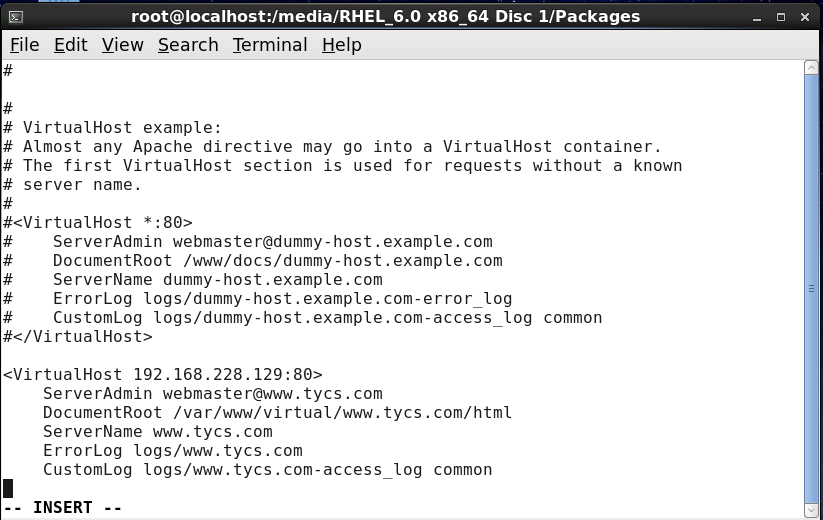 root@localhost:/media/RHEL_6.0 x86_64 Disc 1/Packages
File Edit View Search Terminal Help
#
#
# VirtualHost example:
# Almost any Apache directive may go into a VirtualHost container.
# The first VirtualHost section is used for requests without a known
# server name.
#
#<VirtualHost *:80>
#    ServerAdmin webmaster@dummy-host.example.com
#    DocumentRoot /www/docs/dummy-host.example.com
#    ServerName dummy-host.example.com
#    ErrorLog logs/dummy-host.example.com-error_log
#    CustomLog logs/dummy-host.example.com-access_log common
#</VirtualHost>
<VirtualHost 192.168.228.129:80>
    ServerAdmin webmaster@www.tycs.com
    DocumentRoot /var/www/virtual/www.tycs.com/html
    ServerName www.tycs.com
    ErrorLog logs/www.tycs.com
    CustomLog logs/www.tycs.com-access_log common
-- INSERT --